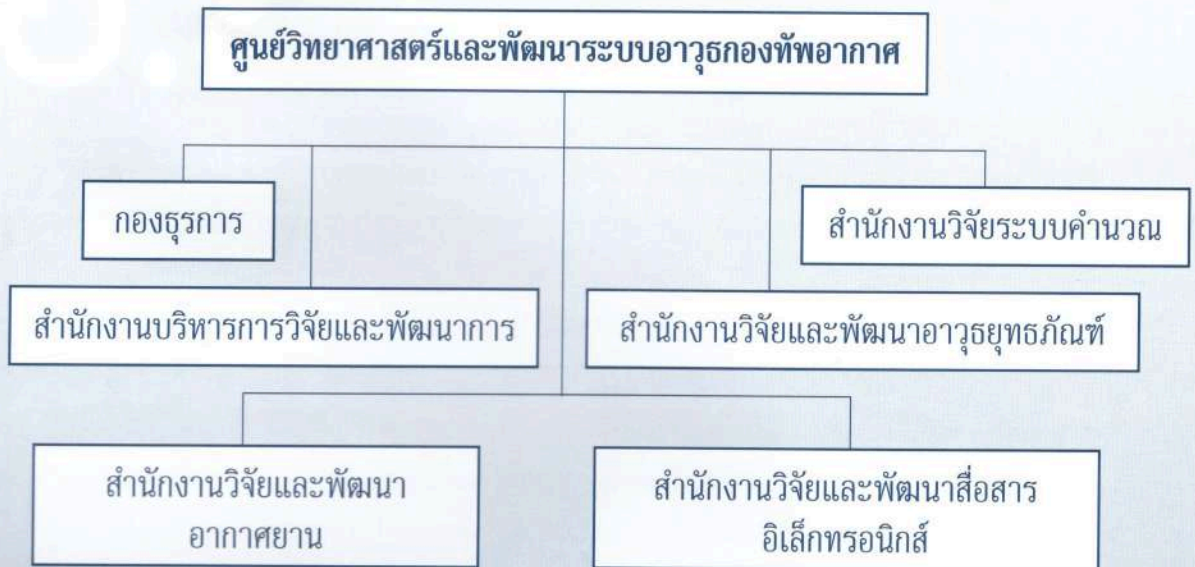 ศูนย์วิทยาศาสตร์และพัฒนาระบบอาวุธกองทัพอากาศ
กองธุรการ
สำนักงานวิจัยระบบคำนวณ
สำนักงานบริหารการวิจัยและพัฒนาการ
สำนักงานวิจัยและพัฒนาอาวุธยุทธภัณฑ์
สำนักงานวิจัยและพัฒนา
อากาศยาน
สำนักงานวิจัยและพัฒนาสื่อสาร
อิเล็กทรอนิกส์